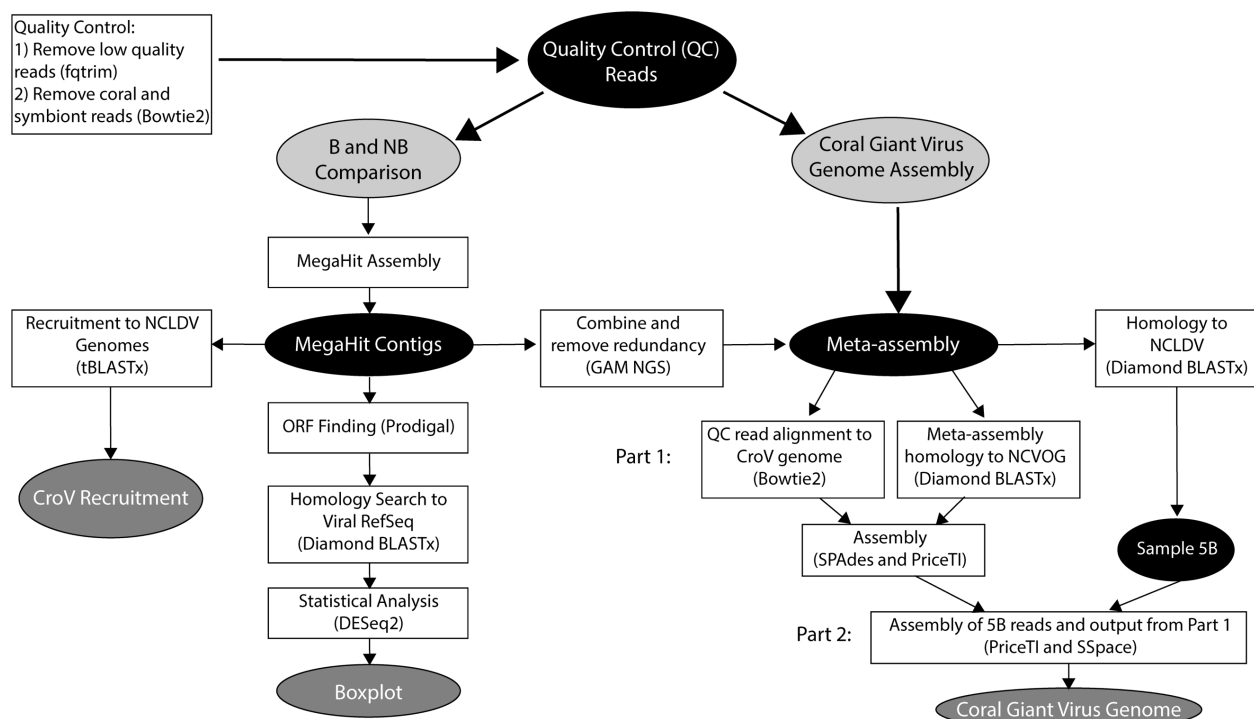 Quality Control:
1) Remove low quality
reads (fqtrim)
2) Remove coral and
symbiont reads (Bowtie2)
Quality Control (QC)
Reads
B and NB
Comparison
Coral Giant Virus
Genome Assembly
MegaHit Assembly
Recruitment to NCLDV
Genomes
(tBLASTx)
MegaHit Contigs
Combine and
remove redundancy
(GAM NGS)
Meta-assembly
Homology to
NCLDV
(Diamond BLASTx)
ORF Finding (Prodigal)
Part 1:
QC read alignment to
CroV genome
(Bowtie2)
Meta-assembly
homology to NCVOG
(Diamond BLASTx)
CroV Recruitment
Homology Search to
Viral RefSeq
(Diamond BLASTx)
Assembly
(SPAdes and PriceTI)
Sample 5B
Statistical Analysis
(DESeq2)
Part 2:
Assembly of 5B reads and output from Part 1
(PriceTI and SSpace)
Boxplot
Coral Giant Virus Genome